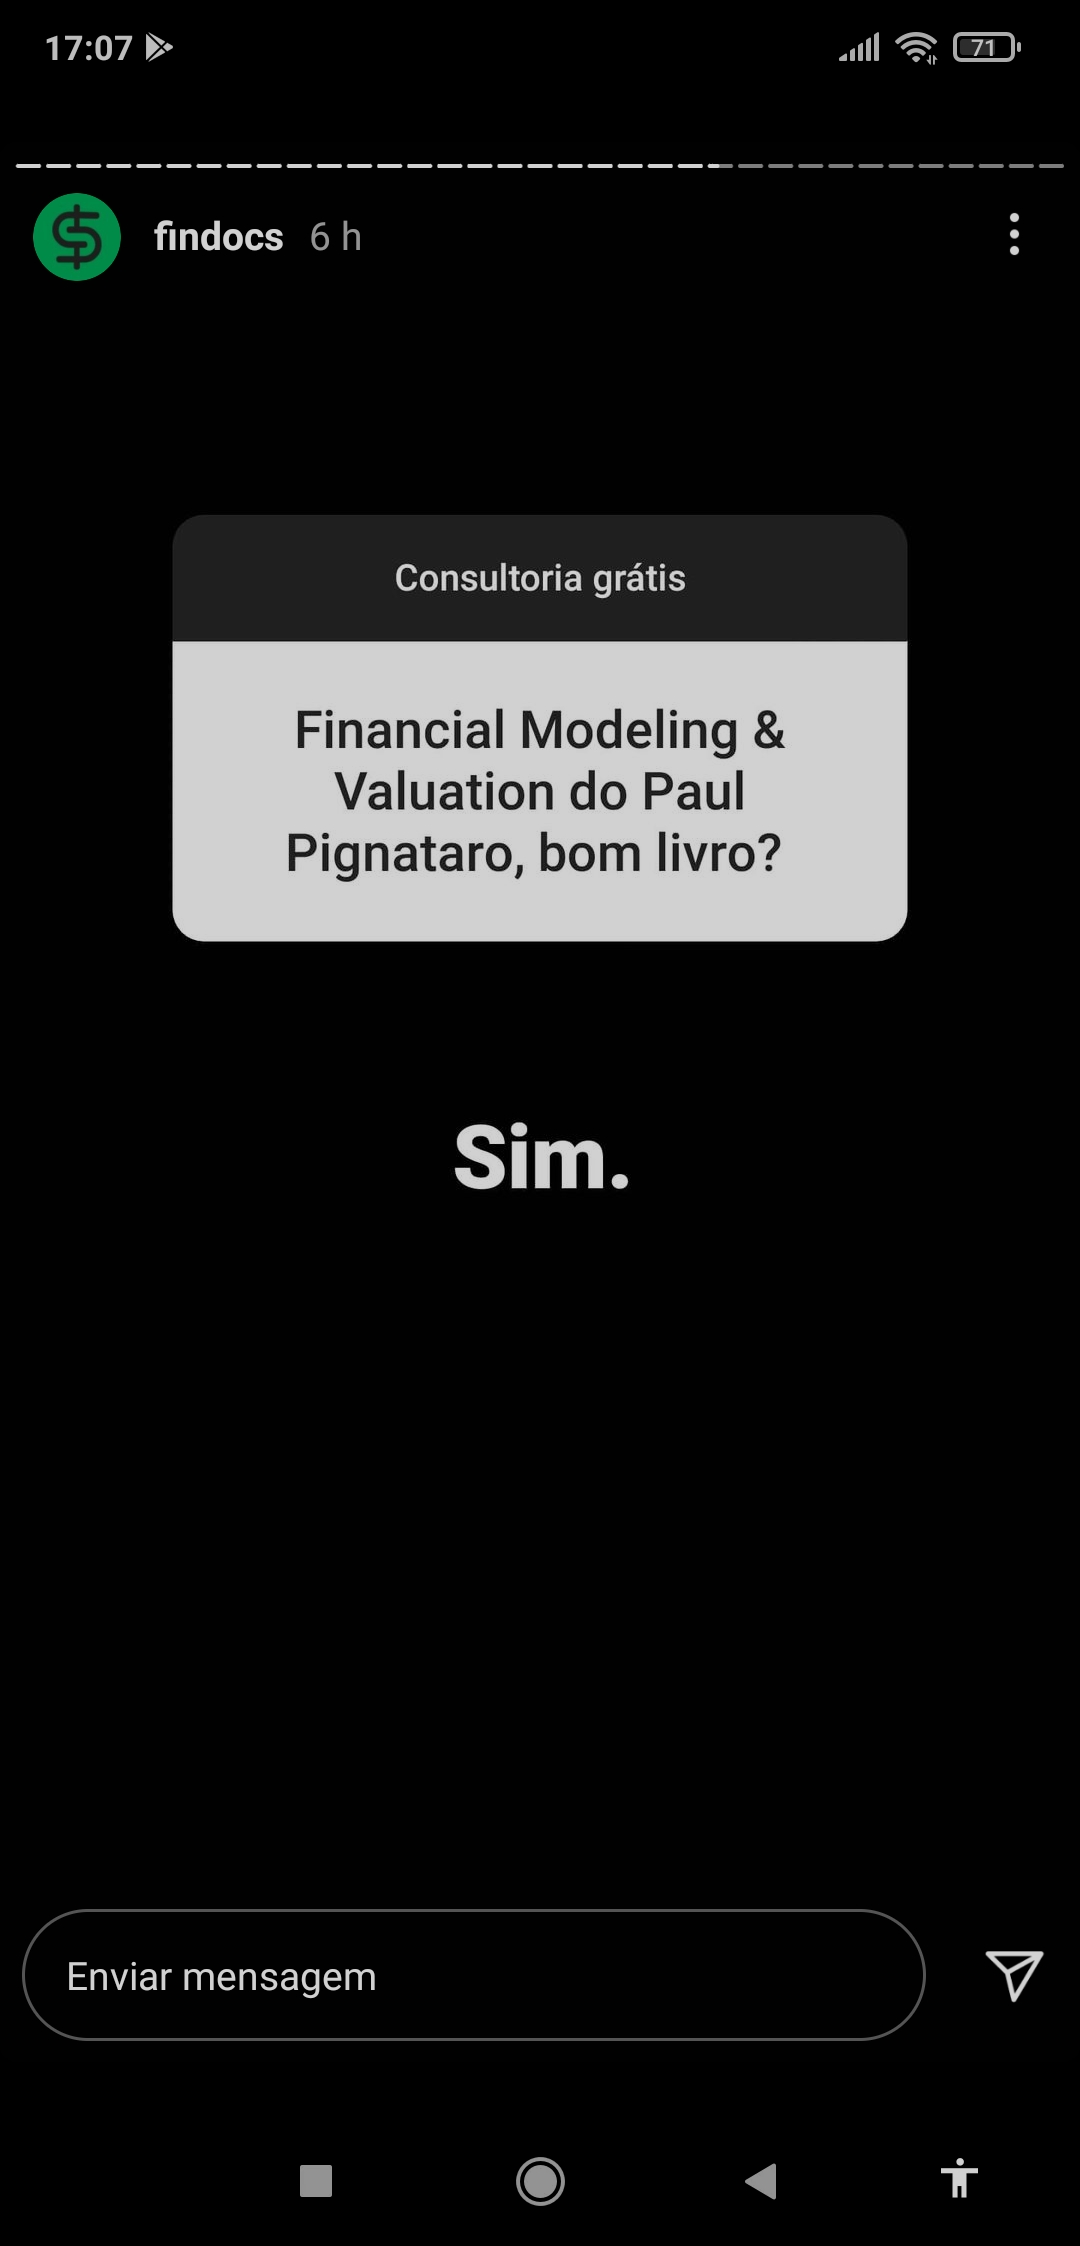 17:07
71
findocs 6 h
Consultoria grátis
Financial Modeling &
Valuation do Paul
Pignataro, bom livro?
Sim.
Enviar mensagem